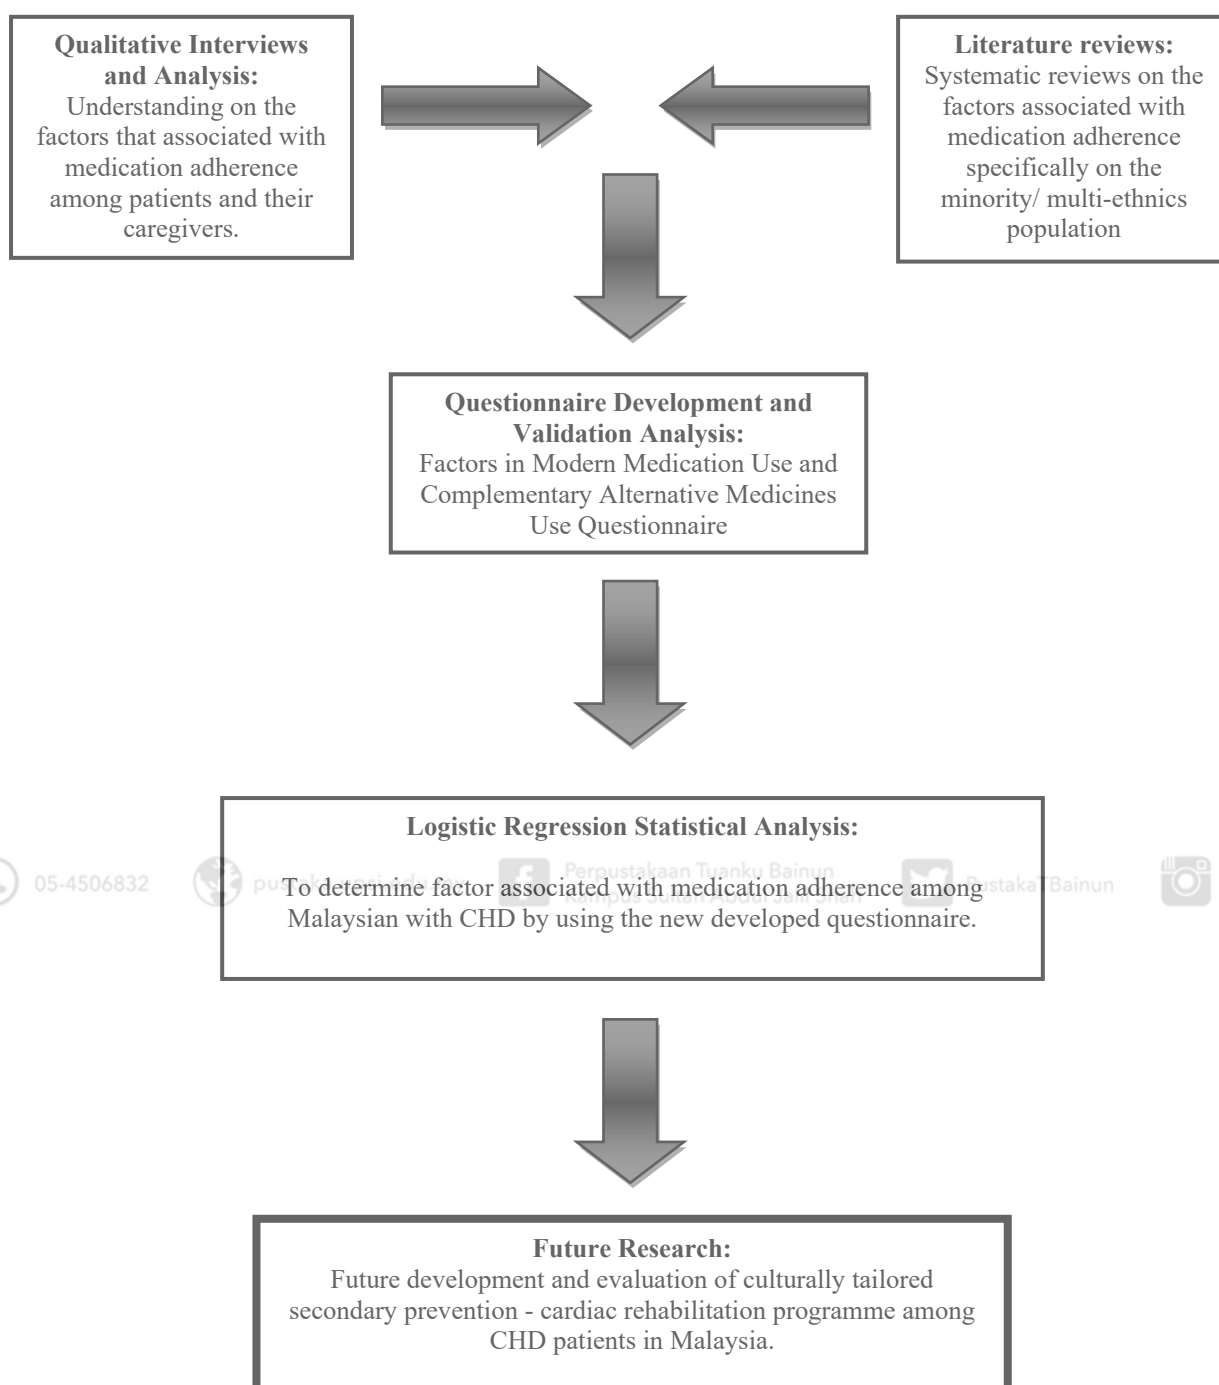 Qualitative Interviews
and Analysis:
Understanding on the
factors that associated with
medication adherence
among patients and their
caregivers.
Literature reviews:
Systematic reviews on the
factors associated with
medication adherence
specifically on the
minority/ multi-ethnics
population
Questionnaire Development and
Validation Analysis:
Factors in Modern Medication Use and
Complementary Alternative Medicines
Use Questionnaire
Logistic Regression Statistical Analysis:
05-4506832
pustaka.upsi.edu.my
Perpustakaan Tuanku Bainun
Kampus Sultan Abdul Jalil Shah
PustakaTBainun
To determine factor associated with medication adherence among
Malaysian with CHD by using the new developed questionnaire.
Future Research:
Future development and evaluation of culturally tailored
secondary prevention - cardiac rehabilitation programme among
CHD patients in Malaysia.